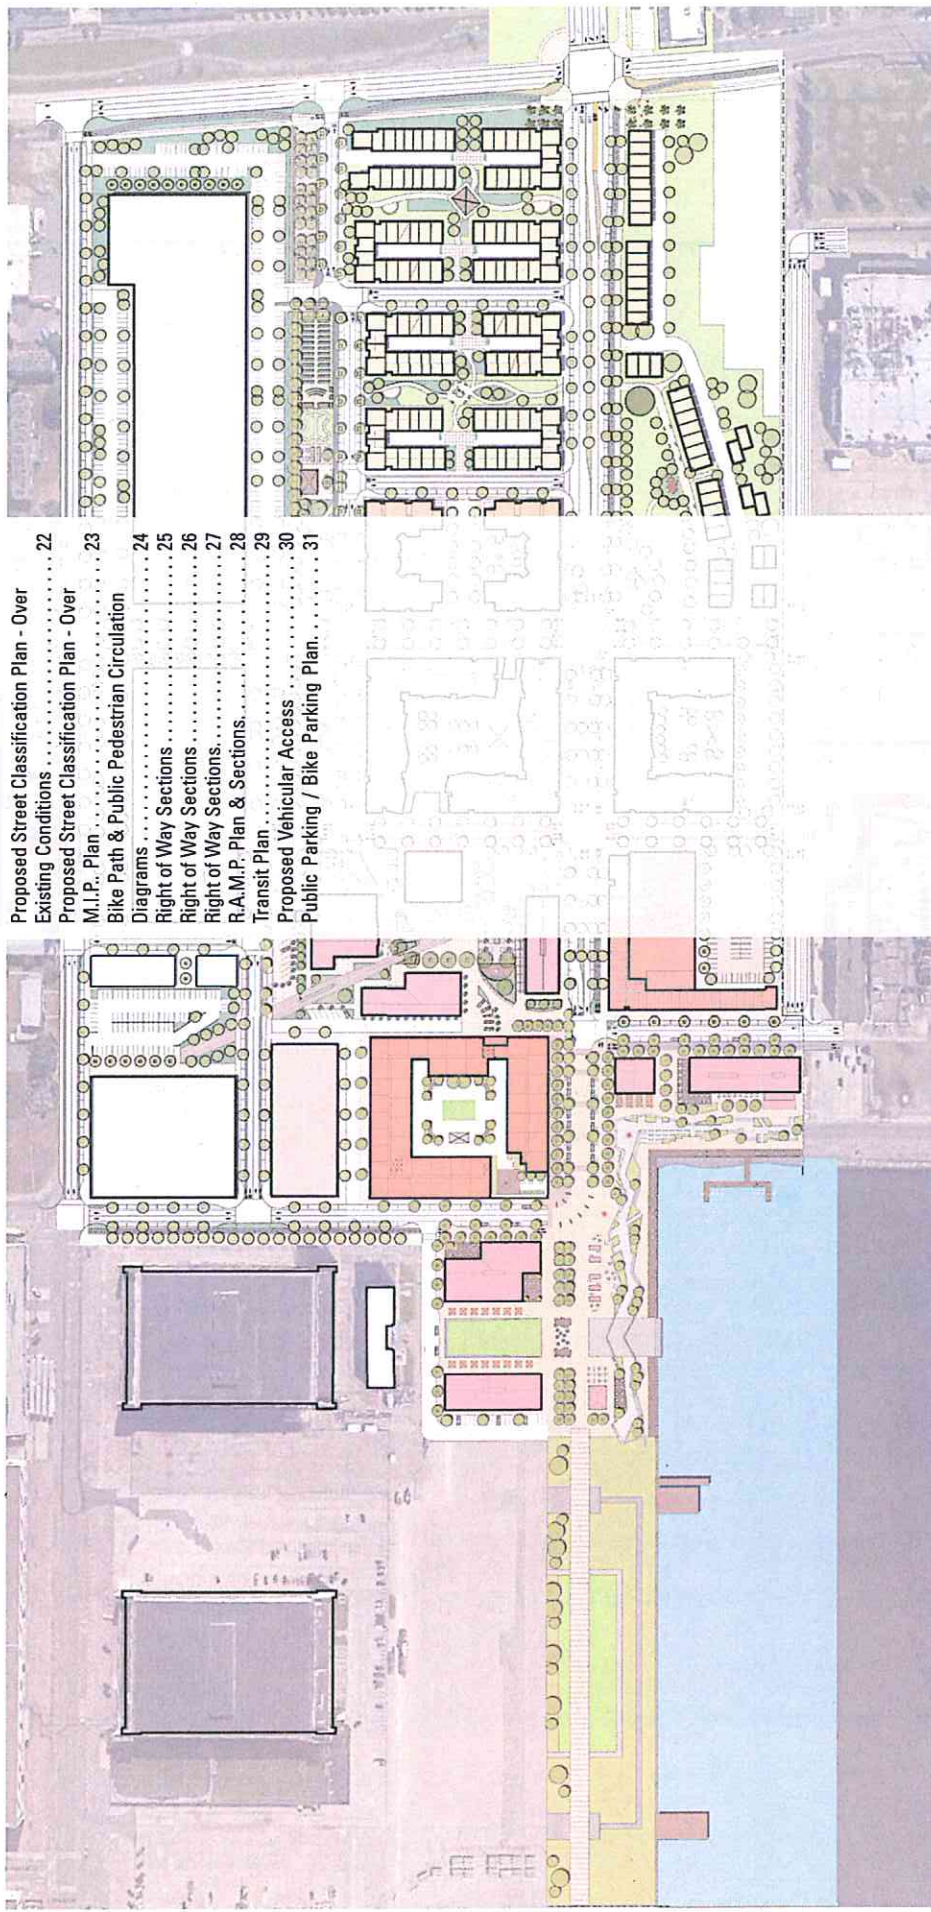 Proposed Street Classification Plan - Over
Existing Conditions . . . . . . . . . . . . . . . . . . 22
Proposed Street Classification Plan - Over
M.I.P.. Plan . . . . . . . . . . . . . . . . . . . . . . . . . 23
Bike Path & Public Pedestrian Circulation
Diagrams . . . . . . . . . . . . . . . . . . . . . . . . . . 24
Right of Way Sections. . . . . . . . . . . . . . . . 25
Right of Way Sections. . . . . . . . . . . . . . . . 26
Right of Way Sections. . . . . . . . . . . . . . . . 27
R.A.M.P. Plan & Sections. . . . . . . . . . . . . . 28
Transit Plan. . . . . . . . . . . . . . . . . . . . . . . . . 29
Proposed Vehicular Access . . . . . . . . . . . 30
Public Parking / Bike Parking Plan. . . . . . 31